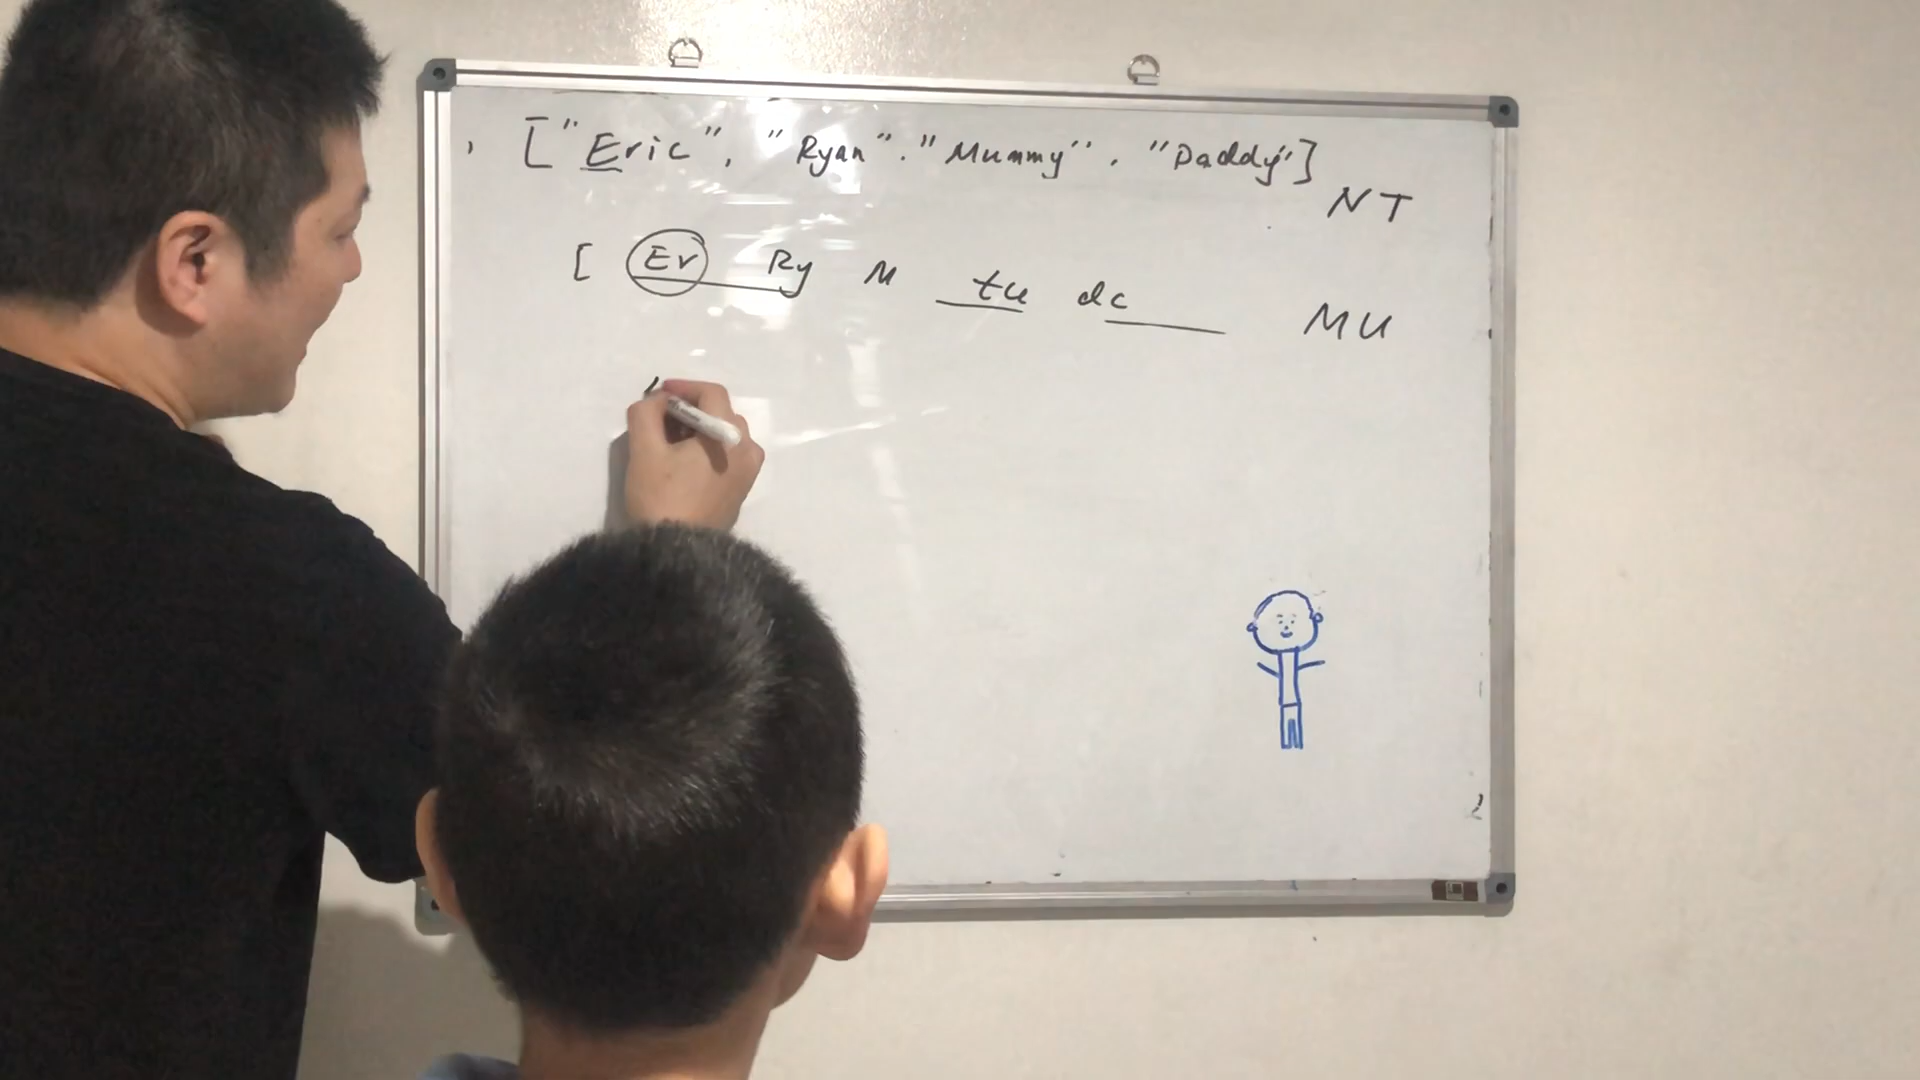 , ["Eric", "Ryan"."Mummy". "Daddy"]
NT
[ Er Ry M tu dc
MU